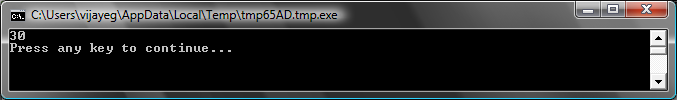 C:\Users\vijayeg\AppData\Local\Temp\tmp65AD.tmp.exe
30
Press any key to continue...